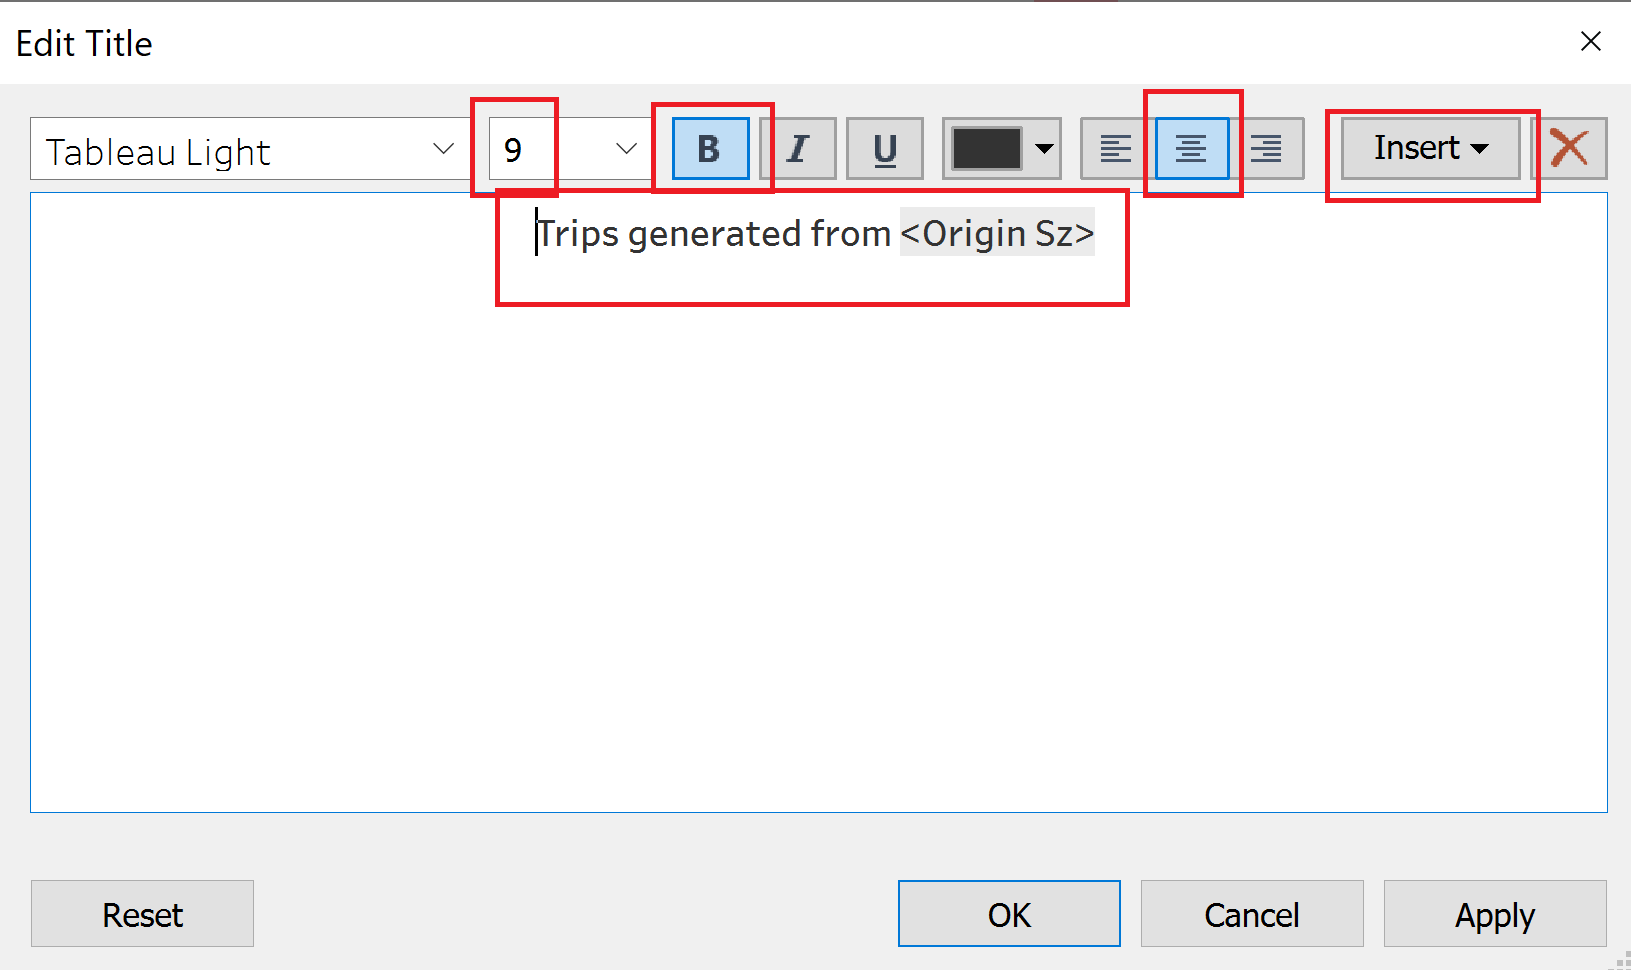 Edit Title
Tableau Light 9 B I U Insert
Trips generated from <Origin Sz>
Reset OK Cancel Apply